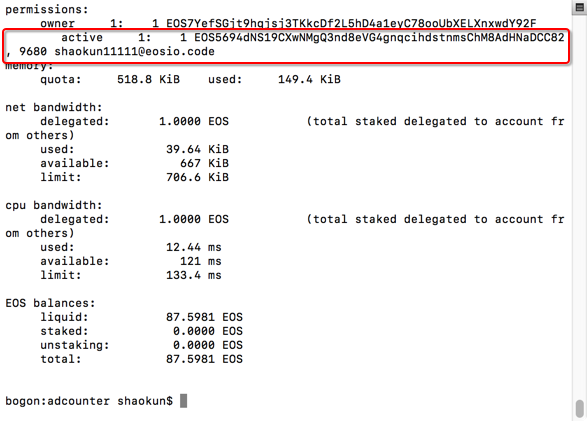 permissions:
owner 1: 1 EOS7YefSGjt9hqjsj3TKkcDf2L5hD4a1eyC78ooUbXELXnxwdY92F
active 1: 1 EOS5694dNS19CXwNMgQ3nd8eVG4gnqcihdstnmsChM8AdHNaDCC82
, 9680 shaokun11111@eosio.code
memory:
quota: 518.8 KiB used: 149.4 KiB
net bandwidth:
delegated: 1.0000 EOS (total staked delegated to account fr
om others)
used: 39.64 KiB
available: 667 KiB
limit: 706.6 KiB
cpu bandwidth:
delegated: 1.0000 EOS (total staked delegated to account fr
om others)
used: 12.44 ms
available: 121 ms
limit: 133.4 ms
EOS balances:
liquid: 87.5981 EOS
staked: 0.0000 EOS
unstaking: 0.0000 EOS
total: 87.5981 EOS
bogon:adcounter shaokun$